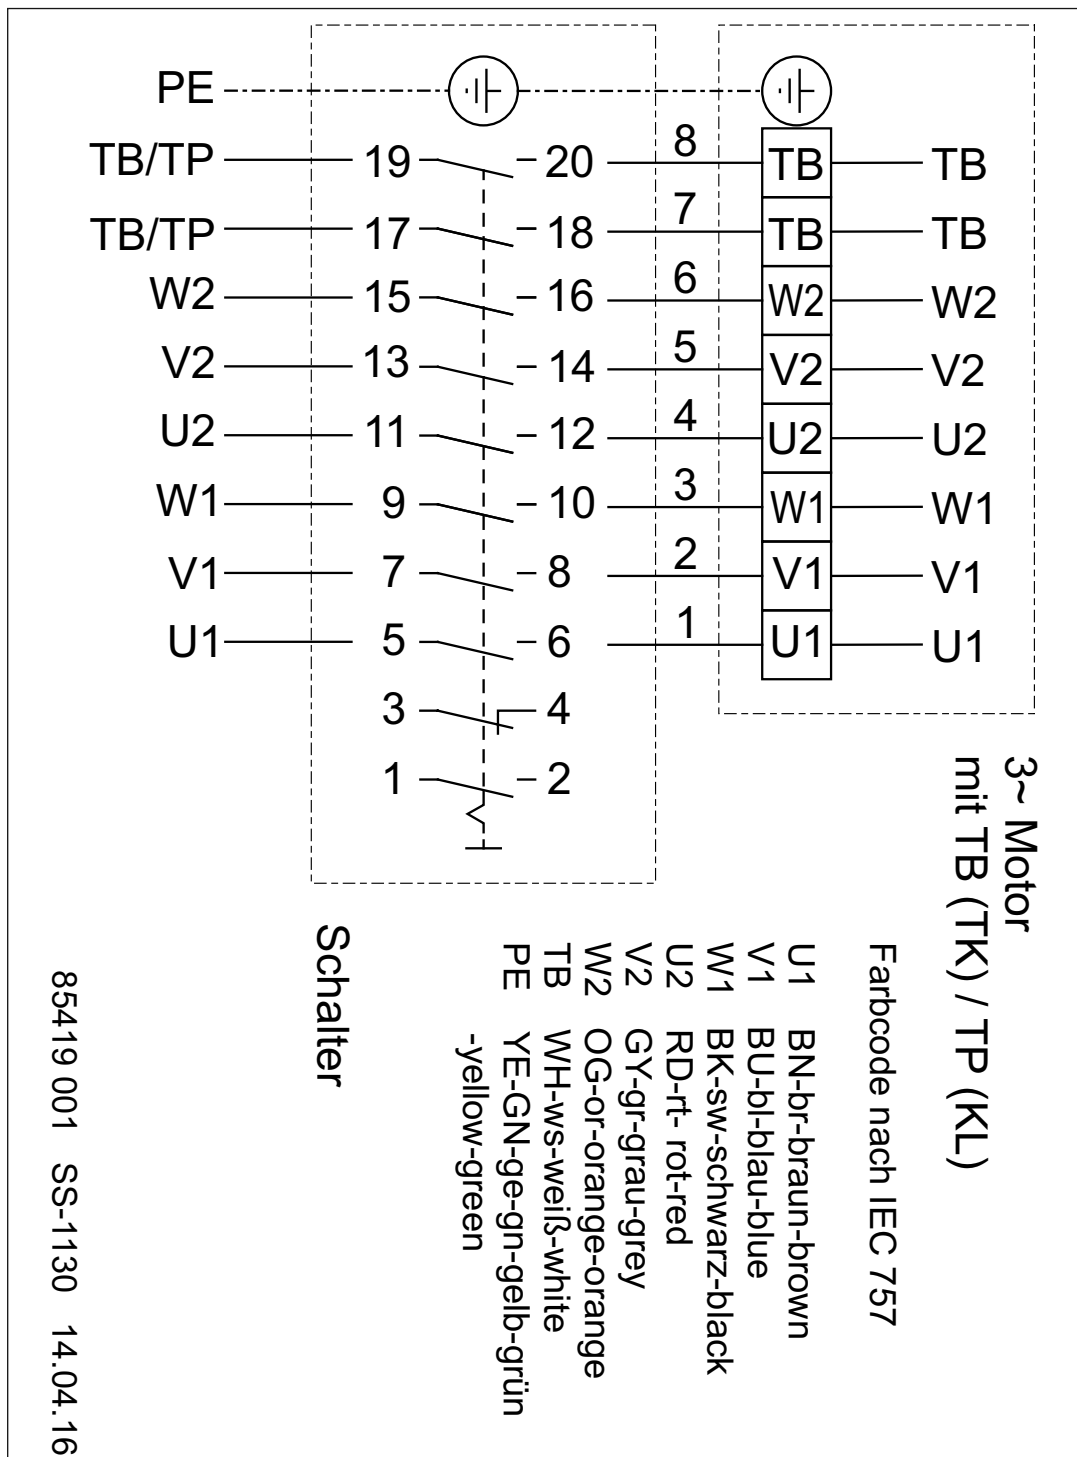 PE
TB/TP 19 20 8 TB TB
TB/TP 17 18 7 TB TB
W2 15 16 6 W2 W2
V2 13 14 5 V2 V2
U2 11 12 4 U2 U2
W1 9 10 3 W1 W1
V1 7 8 2 V1 V1
U1 5 6 1 U1 U1
3 4
1 2
3~ Motor
mit TB (TK) / TP (KL)
Farbcode nach IEC 757
U1 BN-br-braun-brown
V1 BU-bl-blau-blue
W1 BK-sw-schwarz-black
U2 RD-rt- rot-red
V2 GY-gr-grau-grey
W2 OG-or-orange-orange
TB WH-ws-weiß-white
PE YE-GN-ge-gn-gelb-grün
-yellow-green
Schalter
85419 001 SS-1130 14.04.16